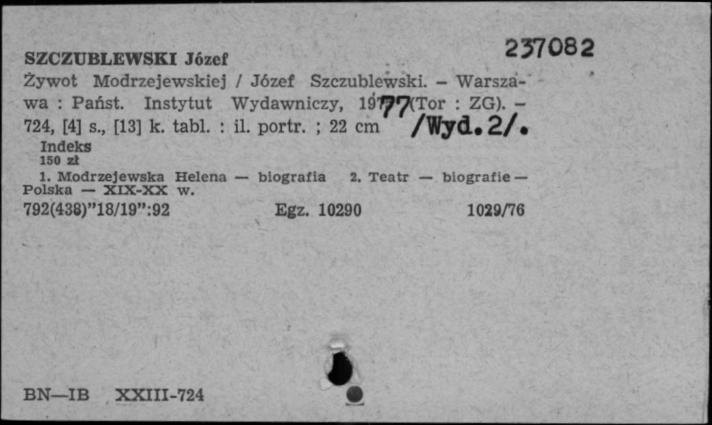 237082
SZCZUBLEWSKI Józef
Żywot Modrzejewskiej / Józef Szczublewski. — Warsza-
wa : Państ. Instytut Wydawniczy, 1977 (Tor : ZG). —
724, [4] s., [13] k. tabl. : il. portr. ; 22 cm /Wyd.2/.
Indeks
150 zł
1. Modrzejewska Helena — biografia 2. Teatr — biografie —
Polska — XIX-XX w.
792(438)"18/19":92 Egz. 10290 1029/76
BN—IB XXIII-724